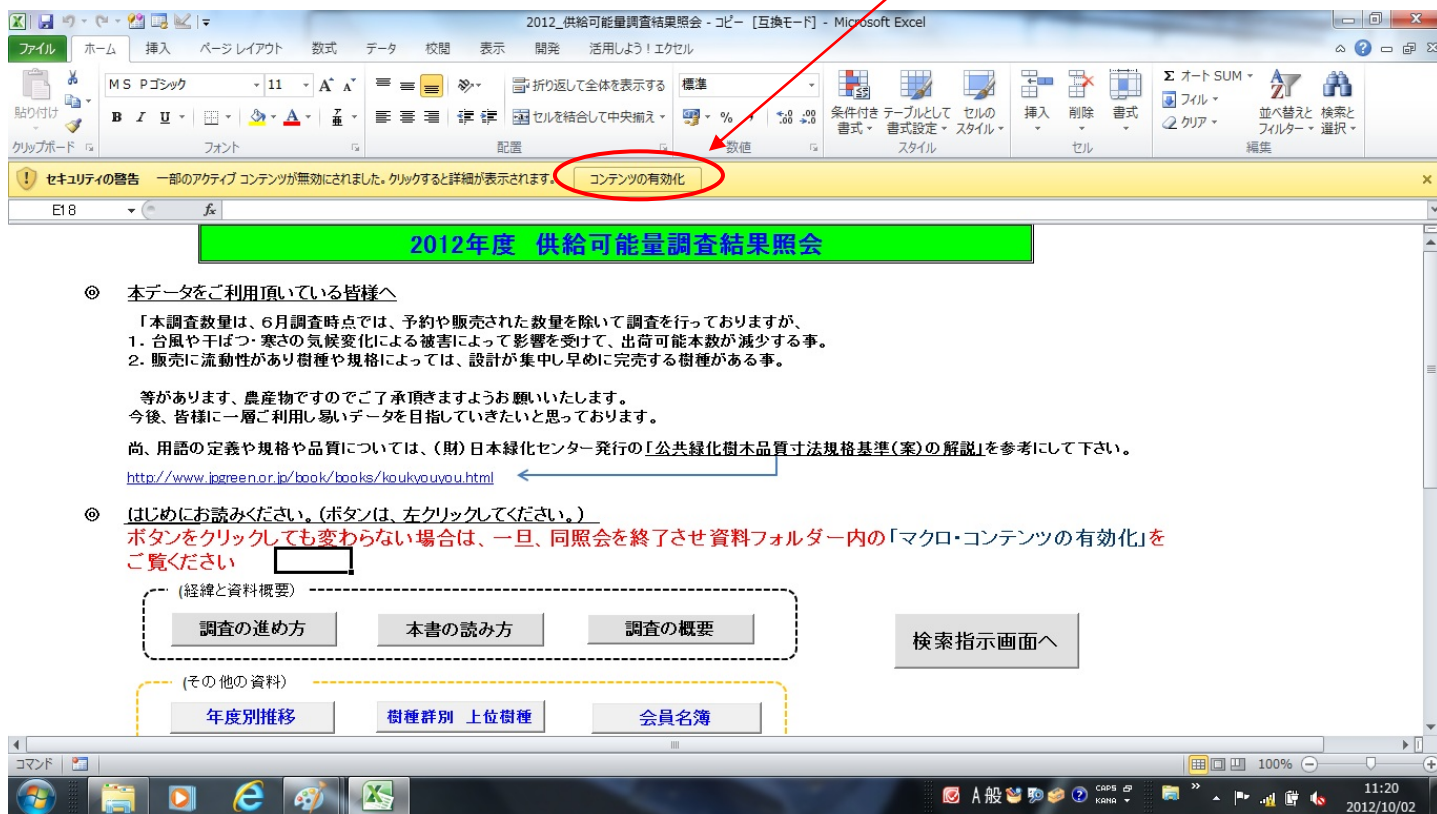 2012_供給可能量調査結果照会 - コピー [互換モード] - Microsoft Excel
ファイル ホーム 挿入 ページ レイアウト 数式 データ 校閲 表示 開発 活用しよう！エクセル
貼り付け
MS Pゴシック 11
折り返して全体を表示する
標準
B I U
セルを結合して中央揃え
%
条件付き書式 テーブルとして書式設定 セルのスタイル
挿入 削除 書式
Σ オート SUM
フィル
クリア
並べ替えとフィルター 検索と選択
クリップボード フォント 配置 数値 スタイル セル 編集
セキュリティの警告 一部のアクティブ コンテンツが無効にされました。クリックすると詳細が表示されます。 コンテンツの有効化
E18 fx
2012年度 供給可能量調査結果照会
◎ 本データをご利用頂いている皆様へ
「本調査数量は、６月調査時点では、予約や販売された数量を除いて調査を行っておりますが、
1．台風や干ばつ・寒さの気候変化による被害によって影響を受けて、出荷可能本数が減少する事。
2．販売に流動性があり樹種や規格によっては、設計が集中し早めに完売する樹種がある事。
等があります、農産物ですのでご了承頂きますようお願いいたします。
今後、皆様に一層ご利用し易いデータを目指していきたいと思っております。
尚、用語の定義や規格や品質については、(財)日本緑化センター発行の「公共緑化樹木品質寸法規格基準(案)の解説」を参考にして下さい。
http://www.jpgreen.or.jp/book/books/koukyouyou.html
◎ はじめにお読みください。(ボタンは、左クリックしてください。)
ボタンをクリックしても変わらない場合は、一旦、同照会を終了させ資料フォルダー内の「マクロ・コンテンツの有効化」を
ご覧ください
(経緯と資料概要)
調査の進め方 本書の読み方 調査の概要
検索指示画面へ
(その他の資料)
年度別推移 樹種群別 上位樹種 会員名簿
コマンド 100%
A 般 CAPS KANA
11:20
2012/10/02